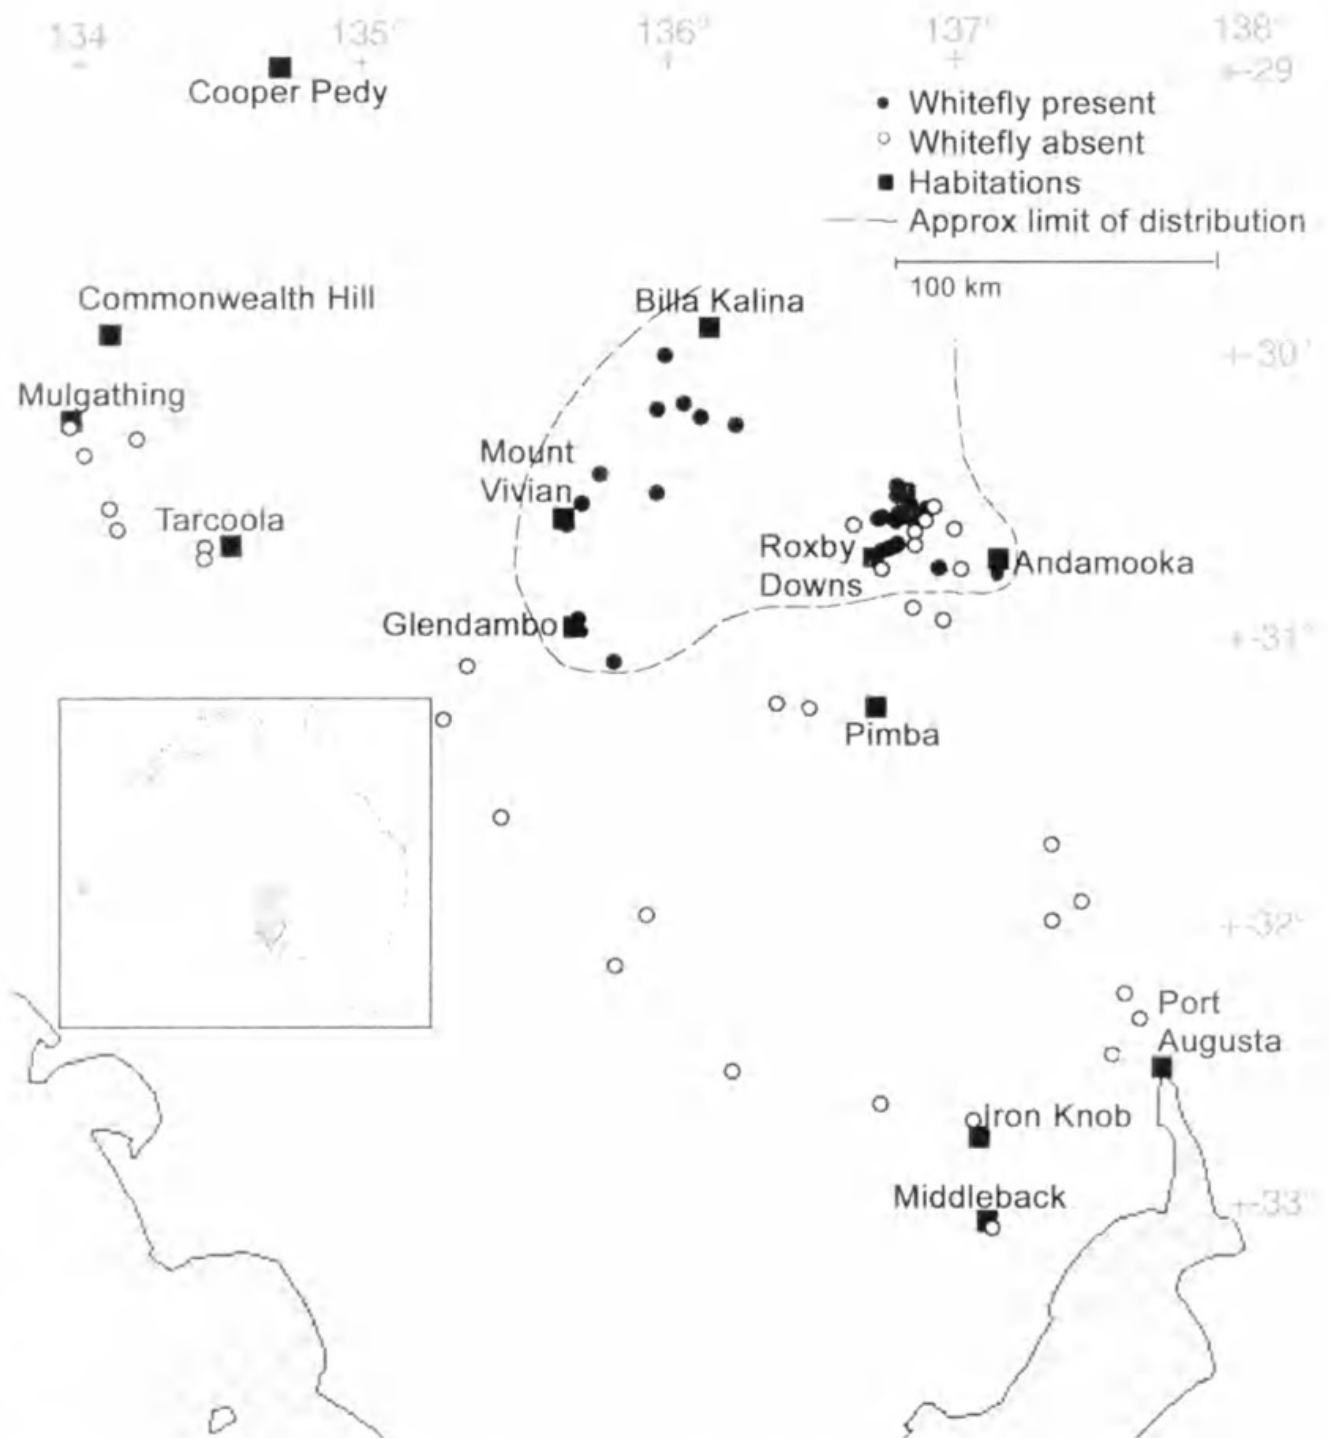 134 135° 136° 137° 138°
+-29
Cooper Pedy
Whitefly present
Whitefly absent
Habitations
Approx limit of distribution
100 km
Commonwealth Hill
Billa Kalina
+-30°
Mulgathing
Mount
Vivian
Tarcoola
Roxby
Downs
Andamooka
Glendambo
+-31°
Pimba
+-32°
Port
Augusta
Iron Knob
Middleback
+-33°